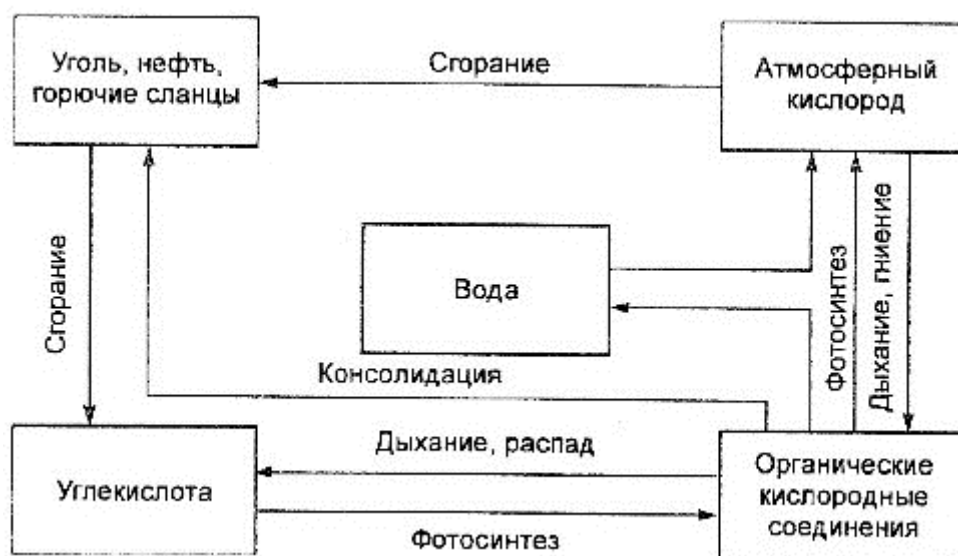 Уголь, нефть,
горючие сланцы
Сгорание
Атмосферный
кислород
Сгорание
Вода
Фотосинтез
Дыхание, гниение
Консолидация
Дыхание, распад
Углекислота
Фотосинтез
Органические
кислородные
соединения